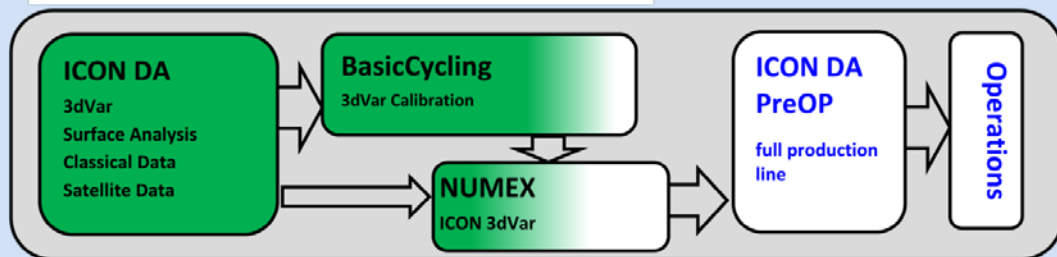 ICON DA
3dVar
Surface Analysis
Classical Data
Satellite Data
BasicCycling
3dVar Calibration
NUMEX
ICON 3dVar
ICON DA
PreOP
full production
line
Operations